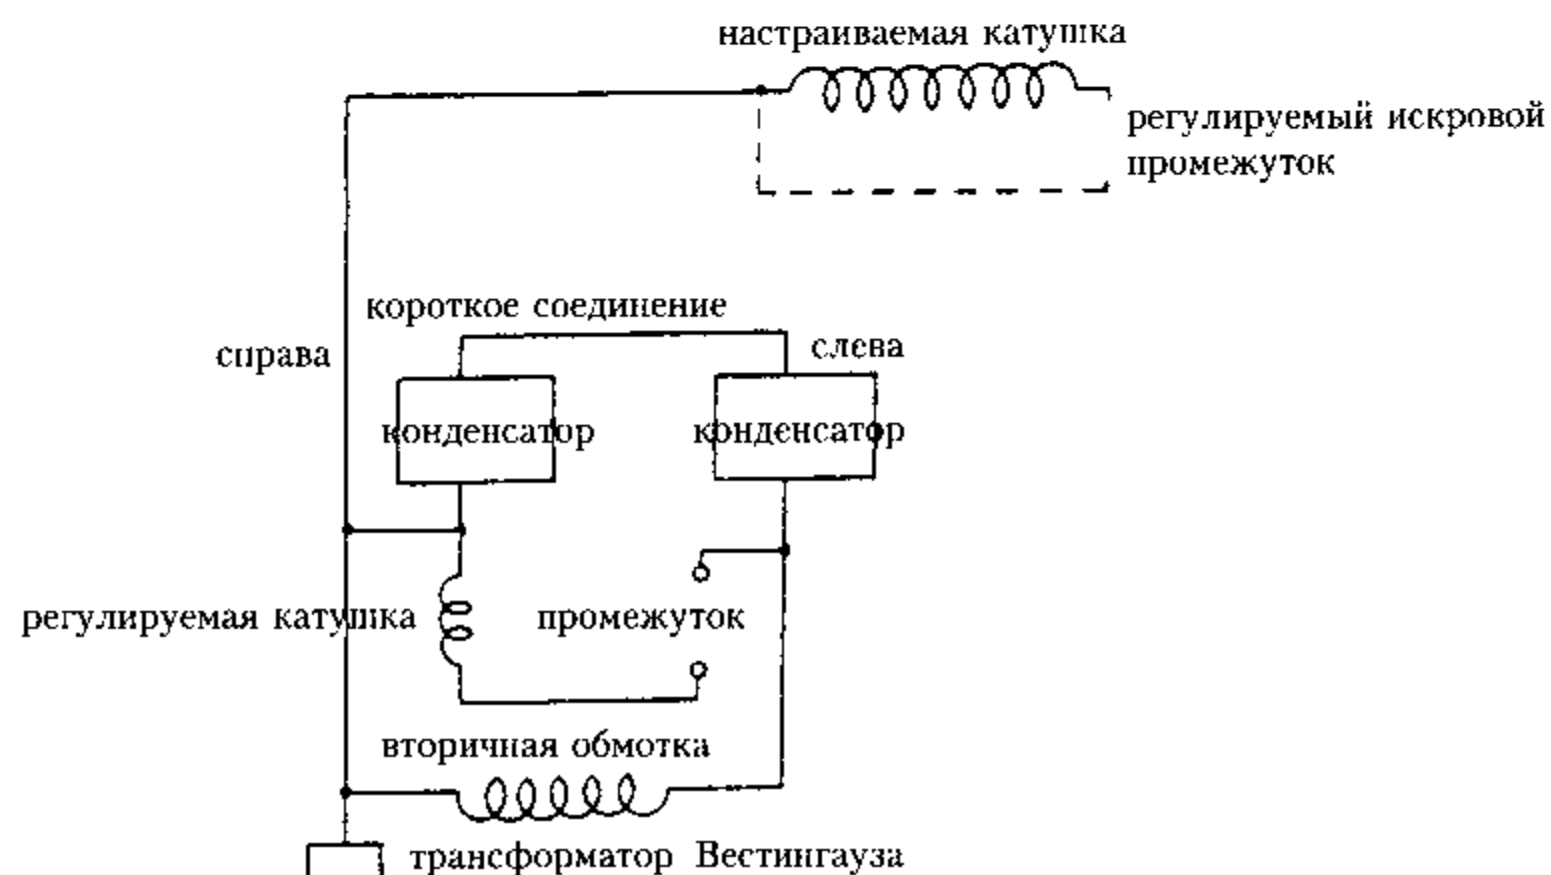 настраиваемая катушка
регулируемый искровой
промежуток
короткое соединение
справа
слева
конденсатор
конденсатор
регулируемая катушка
промежуток
вторичная обмотка
трансформатор Вестингауза